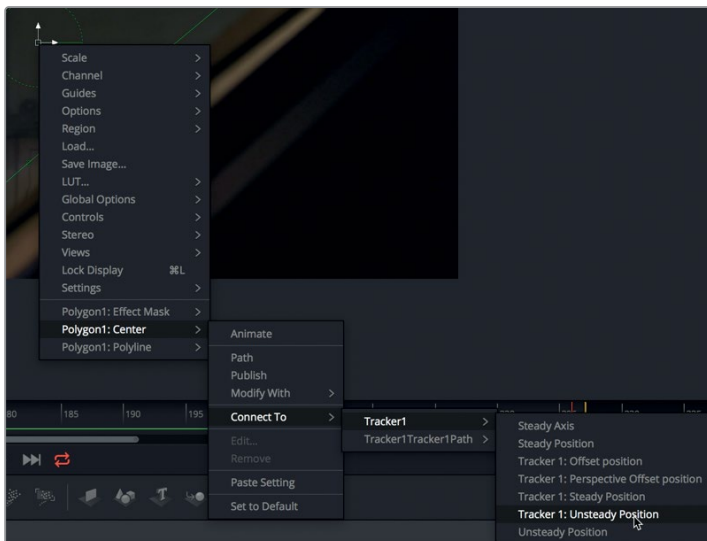 Scale
Channel
Guides
Options
Region
Load...
Save Image...
LUT...
Global Options
Controls
Stereo
Views
Lock Display ⌘L
Settings
Polygon1: Effect Mask
Polygon1: Center
Polygon1: Polyline
Animate
Path
Publish
Modify With
Connect To
Edit...
Remove
Paste Setting
Set to Default
Tracker1
Tracker1Tracker1Path
Steady Axis
Steady Position
Tracker 1: Offset position
Tracker 1: Perspective Offset position
Tracker 1: Steady Position
Tracker 1: Unsteady Position
Unsteady Position
80 185 190 195
T